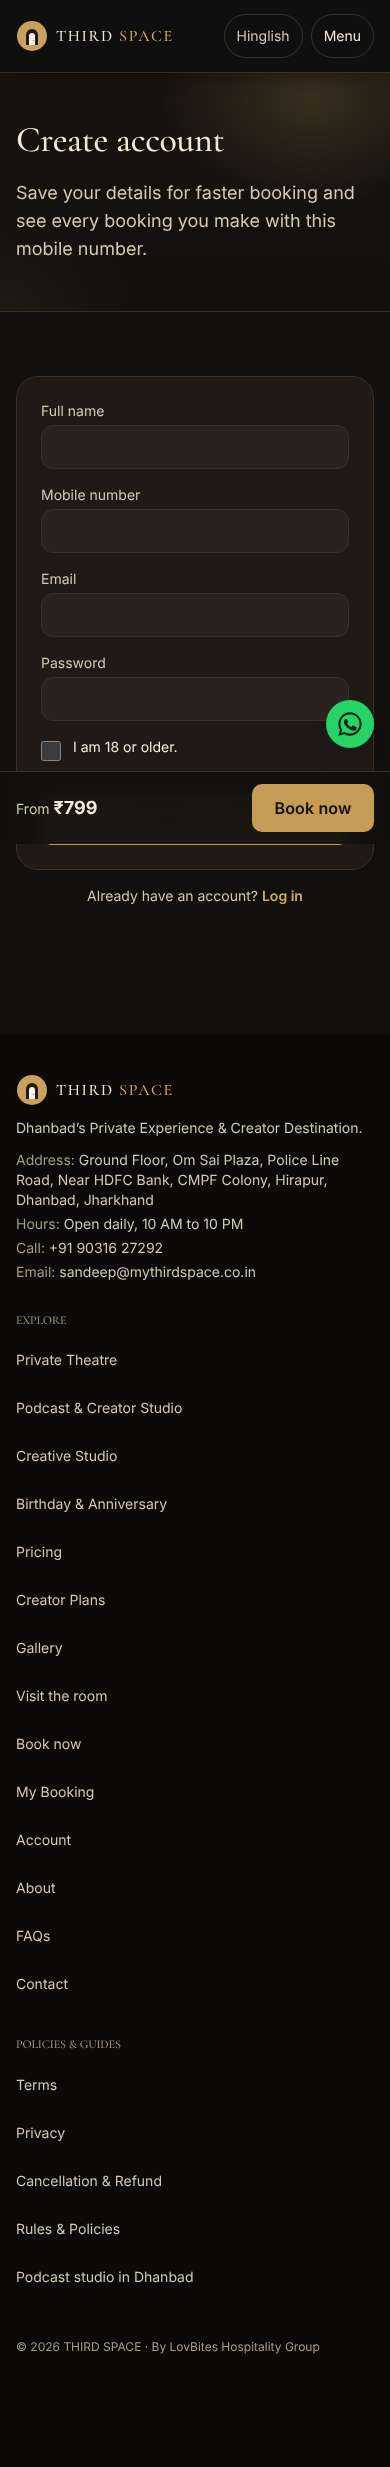 THIRD SPACE
Hinglish
Menu
Create account
Save your details for faster booking and
see every booking you make with this
mobile number.
Full name
Mobile number
Email
Password
I am 18 or older.
From ₹799
Book now
Already have an account? Log in
THIRD SPACE
Dhanbad’s Private Experience & Creator Destination.
Address: Ground Floor, Om Sai Plaza, Police Line
Road, Near HDFC Bank, CMPF Colony, Hirapur,
Dhanbad, Jharkhand
Hours: Open daily, 10 AM to 10 PM
Call: +91 90316 27292
Email: sandeep@mythirdspace.co.in
EXPLORE
Private Theatre
Podcast & Creator Studio
Creative Studio
Birthday & Anniversary
Pricing
Creator Plans
Gallery
Visit the room
Book now
My Booking
Account
About
FAQs
Contact
POLICIES & GUIDES
Terms
Privacy
Cancellation & Refund
Rules & Policies
Podcast studio in Dhanbad
© 2026 THIRD SPACE · By LovBites Hospitality Group